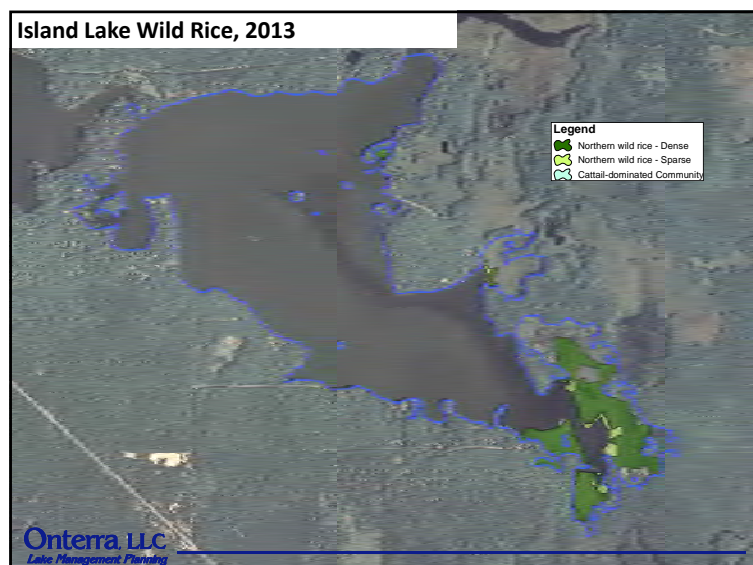 Island Lake Wild Rice, 2013
Legend
Northern wild rice - Dense
Northern wild rice - Sparse
Cattail-dominated Community
Onterra, LLC
Lake Management Planning